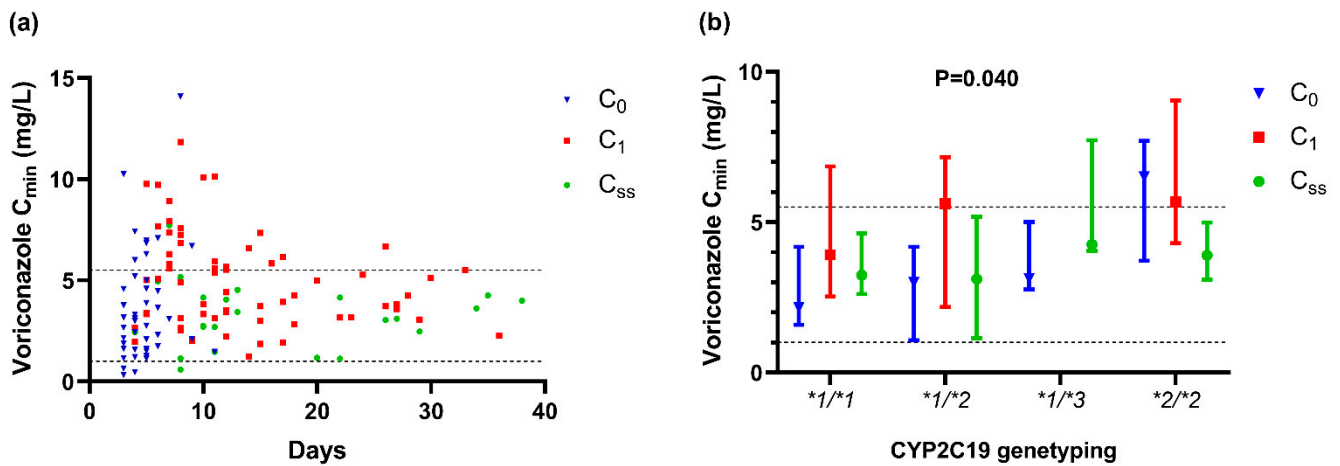 (a)
Voriconazole Cmin (mg/L)
15
10
5
0
0 10 20 30 40
Days
C0
C1
Css
(b)
Voriconazole Cmin (mg/L)
10
5
0
P=0.040
*1/*1 *1/*2 *1/*3 *2/*2
CYP2C19 genetyping
C0
C1
Css